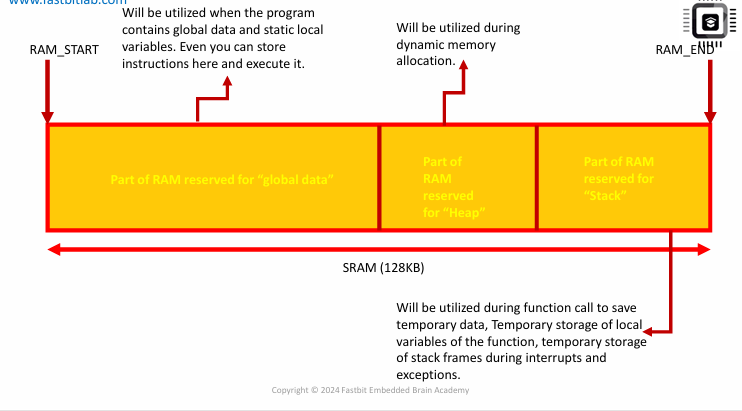 www.fastbitlab.com
Will be utilized when the program
contains global data and static local
variables. Even you can store
instructions here and execute it.
Will be utilized during
dynamic memory
allocation.
RAM_START
RAM_END
Part of RAM reserved for “global data”
Part of
RAM
reserved
for “Heap”
Part of RAM
reserved for
“Stack”
SRAM (128KB)
Will be utilized during function call to save
temporary data, Temporary storage of local
variables of the function, temporary storage
of stack frames during interrupts and
exceptions.
Copyright © 2024 Fastbit Embedded Brain Academy